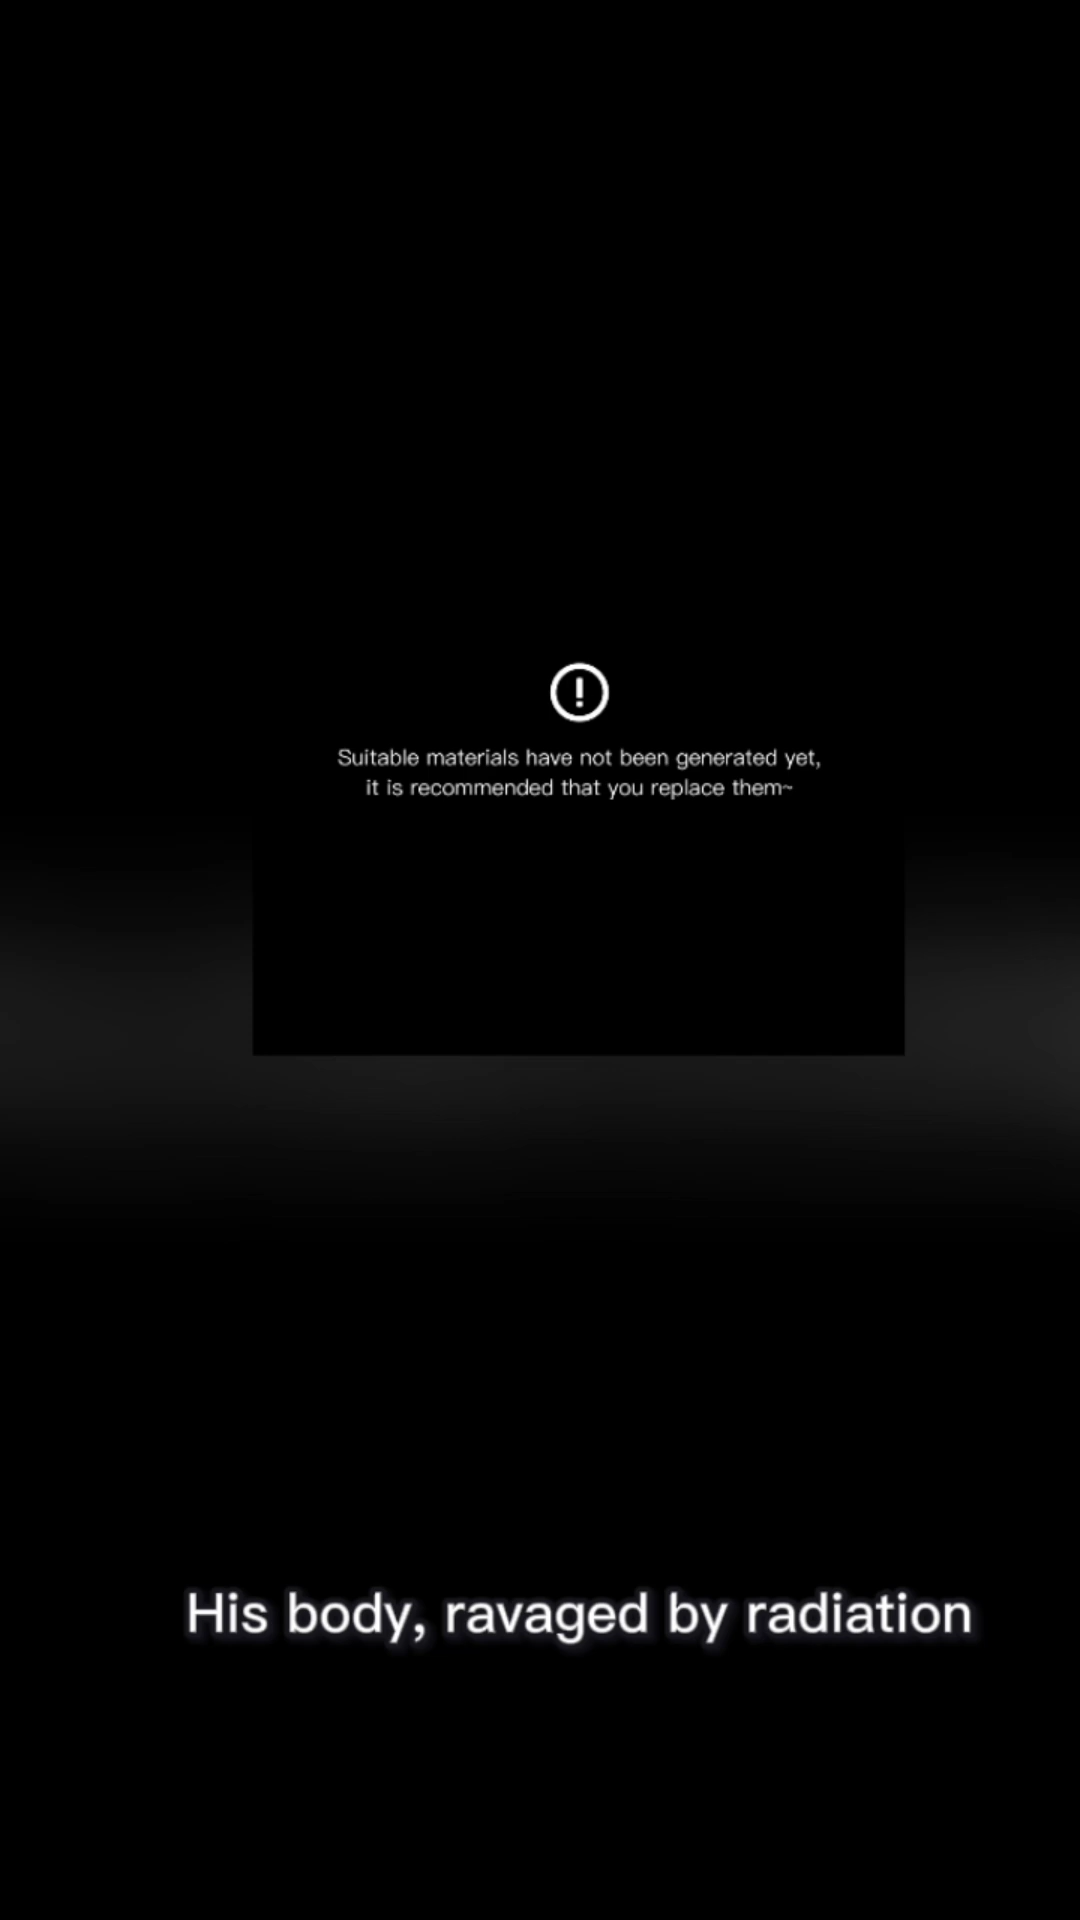 Suitable materials have not been generated yet,
it is recommended that you replace them~
His body, ravaged by radiation